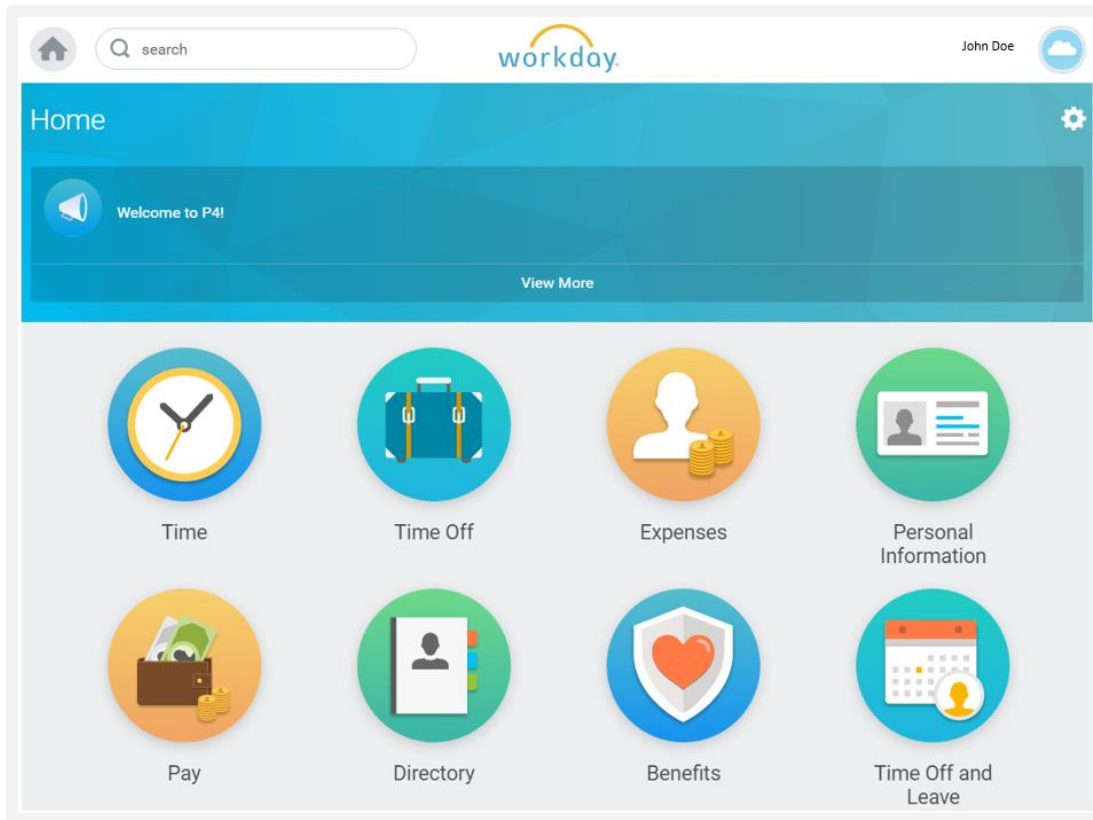 search
workday.
John Doe
Home
Welcome to P4!
View More
Time
Time Off
Expenses
Personal
Information
Pay
Directory
Benefits
Time Off and
Leave